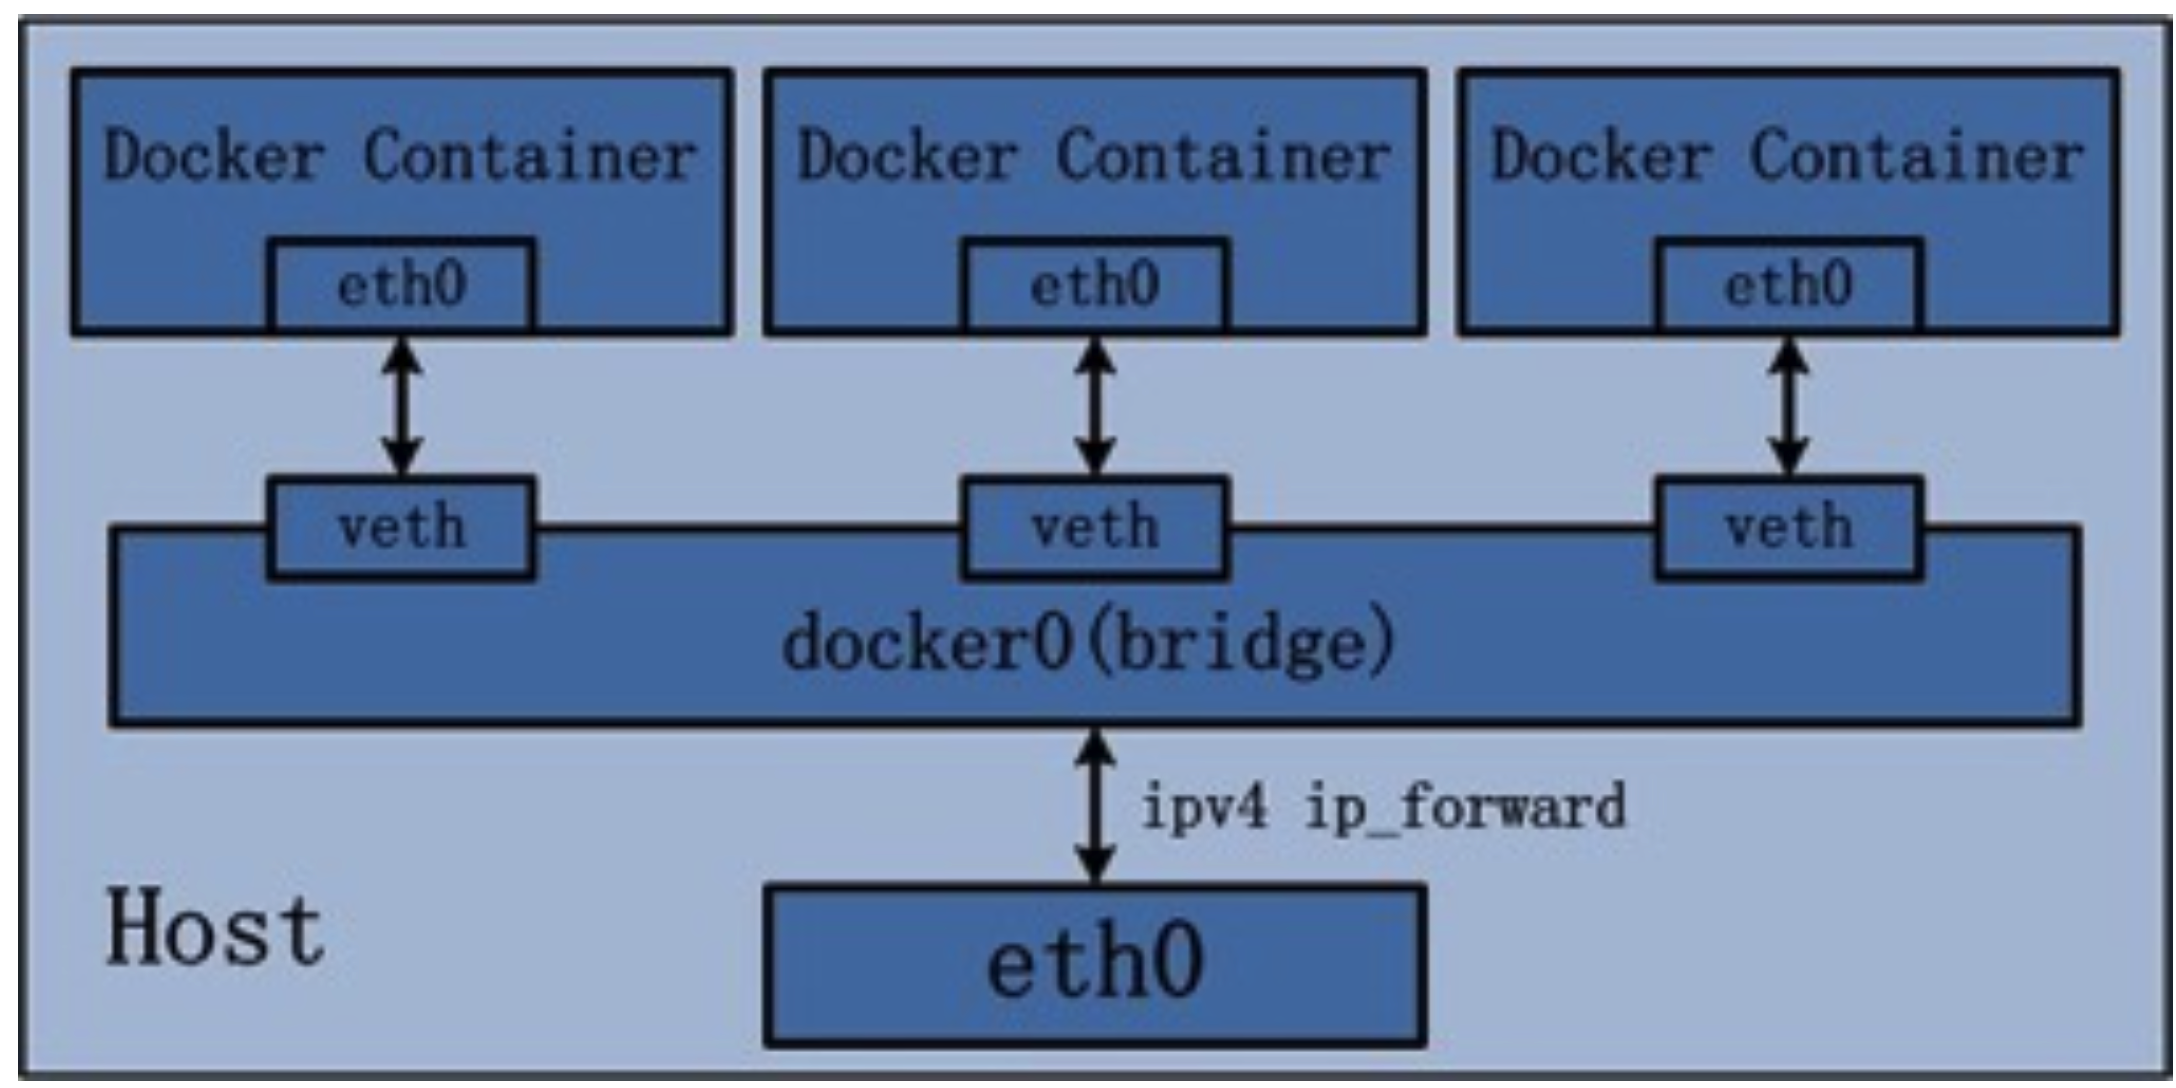 Docker Container
Docker Container
Docker Container
eth0
eth0
eth0
veth
veth
veth
docker0(bridge)
ipv4 ip_forward
Host
eth0